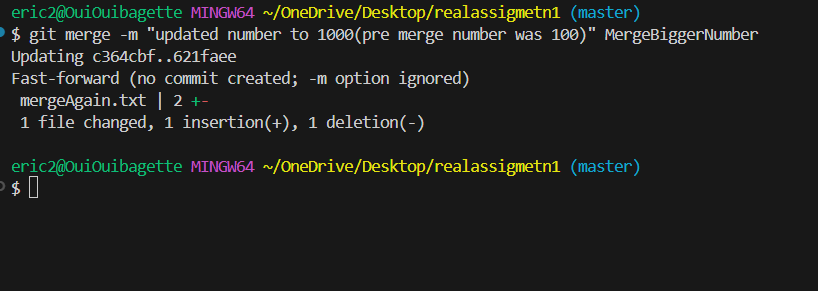 eric2@OuiOuibagette MINGW64 ~/OneDrive/Desktop/realassigmetn1 (master)
$ git merge -m "updated number to 1000(pre merge number was 100)" MergeBiggerNumber
Updating c364cbf..621faee
Fast-forward (no commit created; -m option ignored)
 mergeAgain.txt | 2 +-
 1 file changed, 1 insertion(+), 1 deletion(-)
eric2@OuiOuibagette MINGW64 ~/OneDrive/Desktop/realassigmetn1 (master)
$